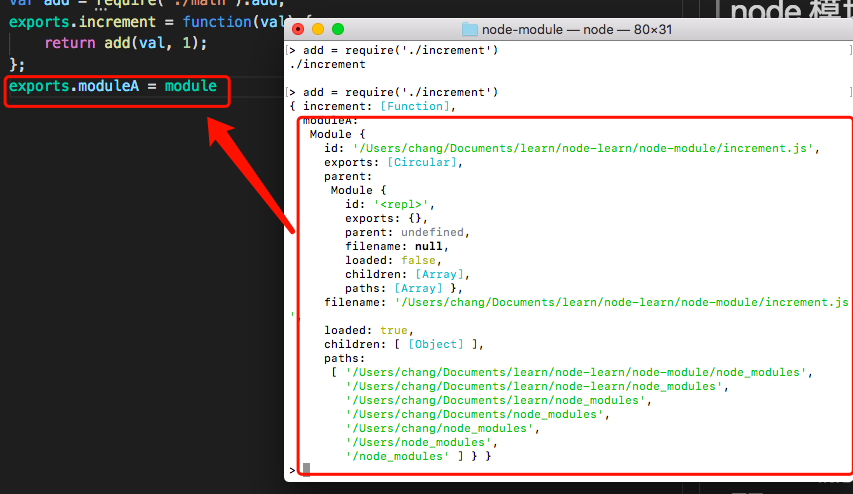 var add = require('./math').add;
exports.increment = function(val) {
return add(val, 1);
};
exports.moduleA = module
node 模块
node-module — node — 80×31
[> add = require('./increment') ]
./increment
[> add = require('./increment') ]
{ increment: [Function],
moduleA:
Module {
id: '/Users/chang/Documents/learn/node-learn/node-module/increment.js',
exports: [Circular],
parent:
Module {
id: '<repl>',
exports: {},
parent: undefined,
filename: null,
loaded: false,
children: [Array],
paths: [Array] },
filename: '/Users/chang/Documents/learn/node-learn/node-module/increment.js
',
loaded: true,
children: [ [Object] ],
paths:
[ '/Users/chang/Documents/learn/node-learn/node-module/node_modules',
'/Users/chang/Documents/learn/node-learn/node_modules',
'/Users/chang/Documents/learn/node_modules',
'/Users/chang/Documents/node_modules',
'/Users/chang/node_modules',
'/Users/node_modules',
'/node_modules' ] } }
>